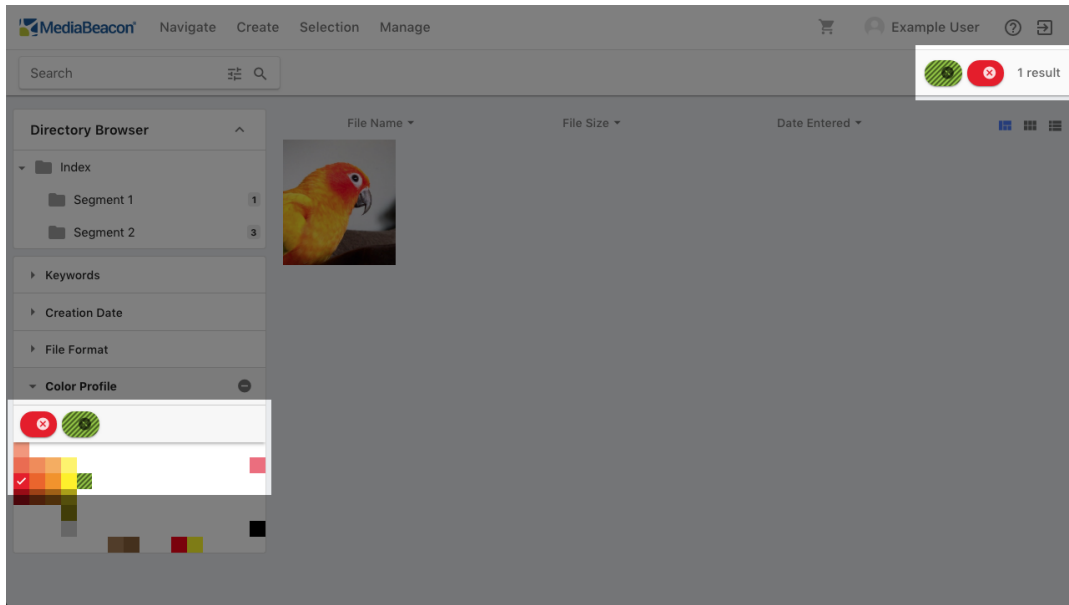 MediaBeacon® Navigate Create Selection Manage Example User
Search 1 result
Directory Browser
File Name File Size Date Entered
Index
Segment 1 1
Segment 2 3
Keywords
Creation Date
File Format
Color Profile